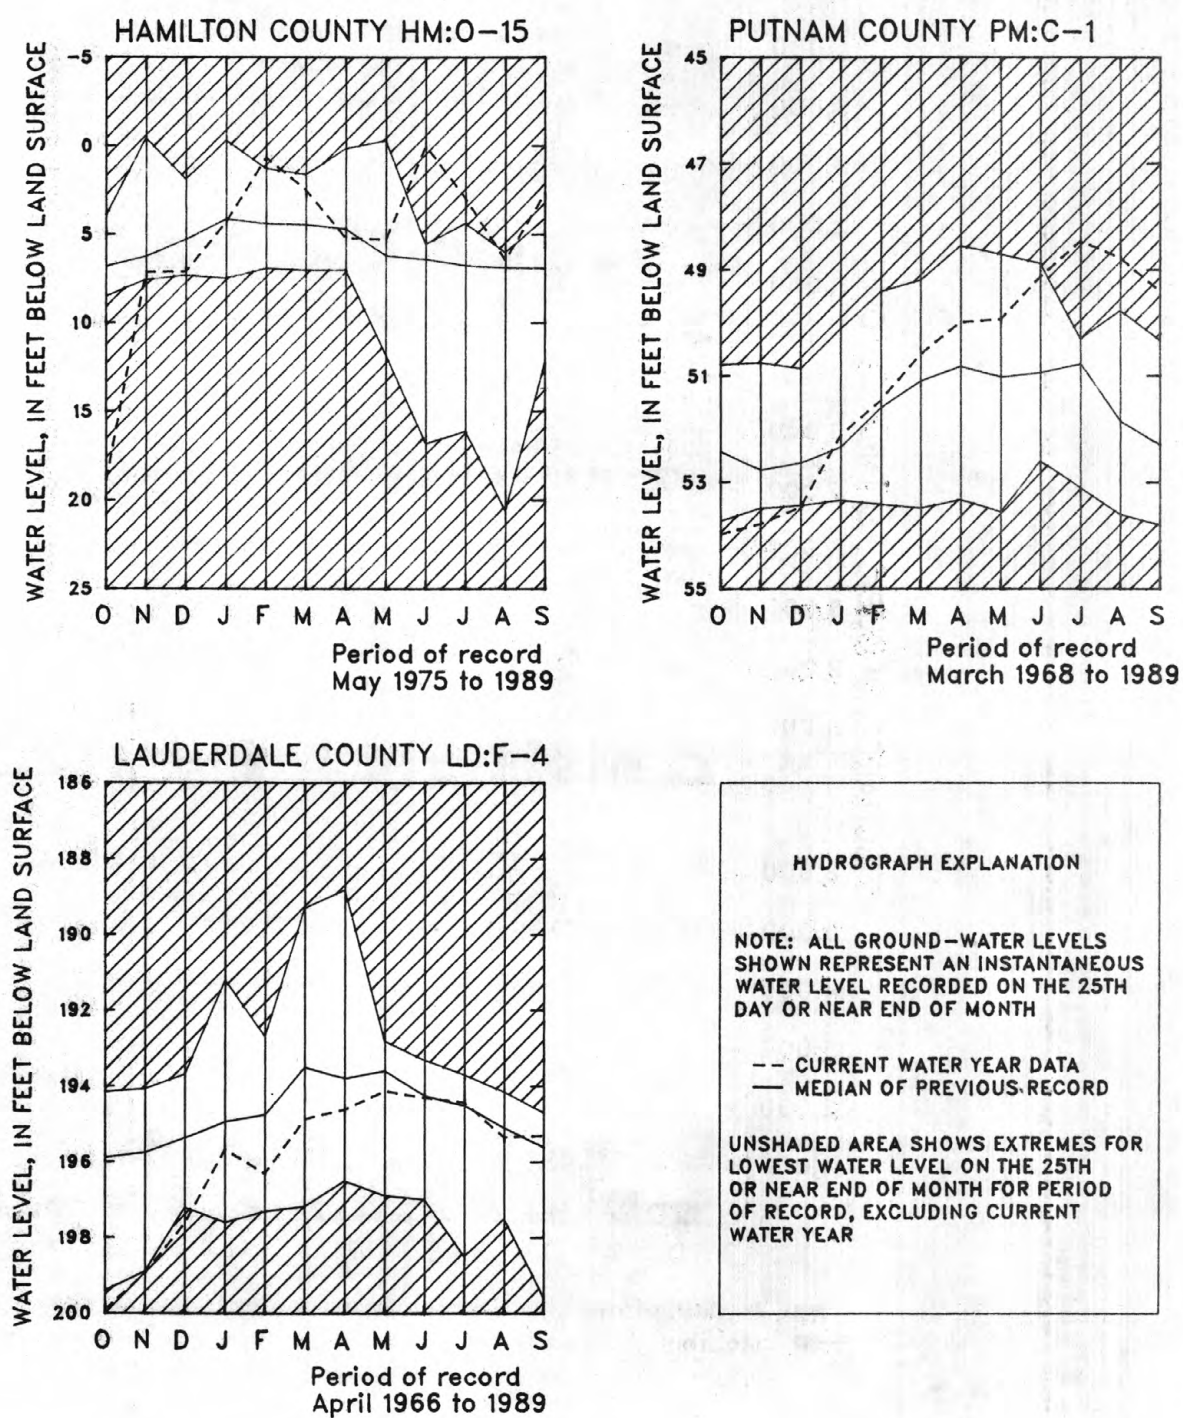 HAMILTON COUNTY HM:O-15
WATER LEVEL, IN FEET BELOW LAND SURFACE
-5
0
5
10
15
20
25
O N D J F M A M J J A S
Period of record
May 1975 to 1989
PUTNAM COUNTY PM:C-1
WATER LEVEL, IN FEET BELOW LAND SURFACE
45
47
49
51
53
55
O N D J F M A M J J A S
Period of record
March 1968 to 1989
LAUDERDALE COUNTY LD:F-4
WATER LEVEL, IN FEET BELOW LAND SURFACE
186
188
190
192
194
196
198
200
O N D J F M A M J J A S
Period of record
April 1966 to 1989
HYDROGRAPH EXPLANATION
NOTE: ALL GROUND-WATER LEVELS
SHOWN REPRESENT AN INSTANTANEOUS
WATER LEVEL RECORDED ON THE 25TH
DAY OR NEAR END OF MONTH
--- CURRENT WATER YEAR DATA
— MEDIAN OF PREVIOUS RECORD
UNSHADED AREA SHOWS EXTREMES FOR
LOWEST WATER LEVEL ON THE 25TH
OR NEAR END OF MONTH FOR PERIOD
OF RECORD, EXCLUDING CURRENT
WATER YEAR